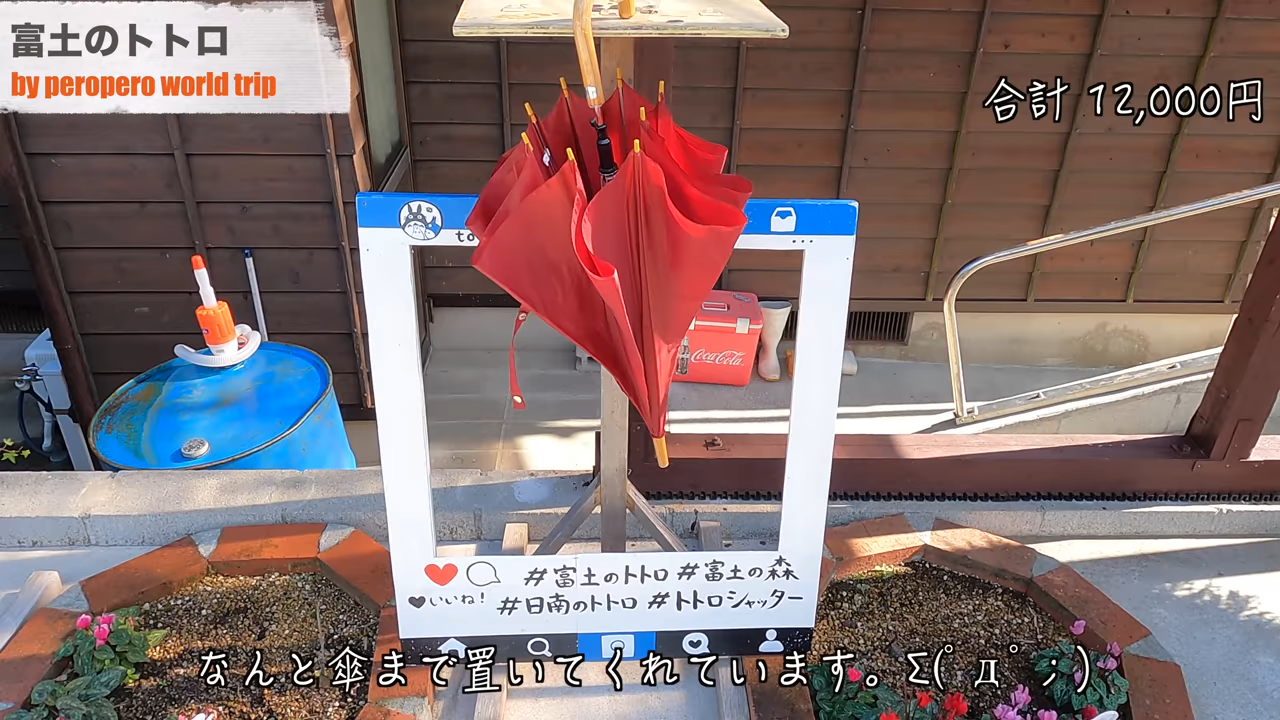 富士のトトロ
by peropero world trip
合計 12,000円
to
Coca-Cola
#富士のトトロ #富士の森
いいね! #日南のトトロ #トトロシャッター
なんと傘まで置いてくれています。Σ(ﾟдﾟ；)